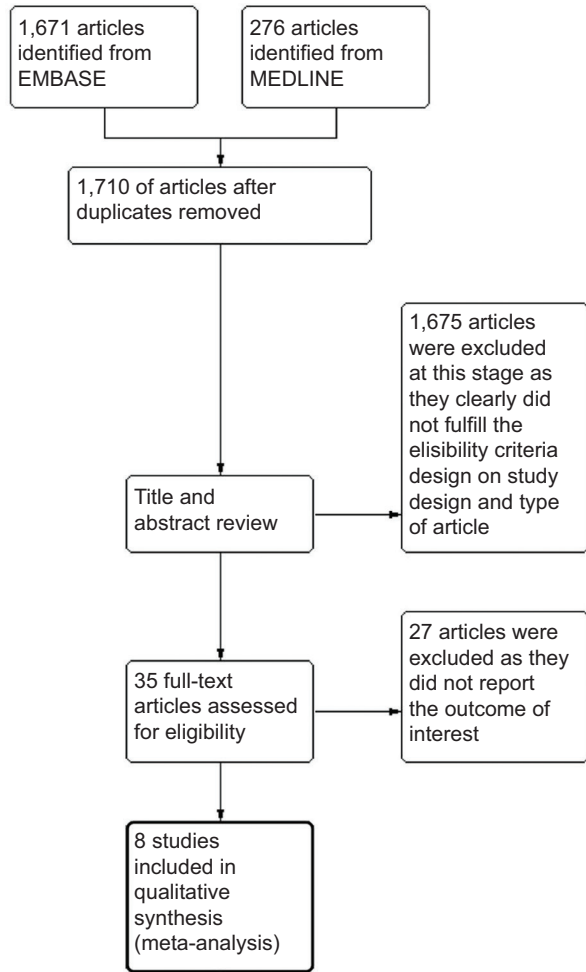 1,671 articles
identified from
EMBASE
276 articles
identified from
MEDLINE
1,710 of articles after
duplicates removed
1,675 articles
were excluded
at this stage as
they clearly did
not fulfill the
elisibility criteria
design on study
design and type
of article
Title and
abstract review
27 articles were
excluded as they
did not report
the outcome of
interest
35 full-text
articles assessed
for eligibility
8 studies
included in
qualitative
synthesis
(meta-analysis)